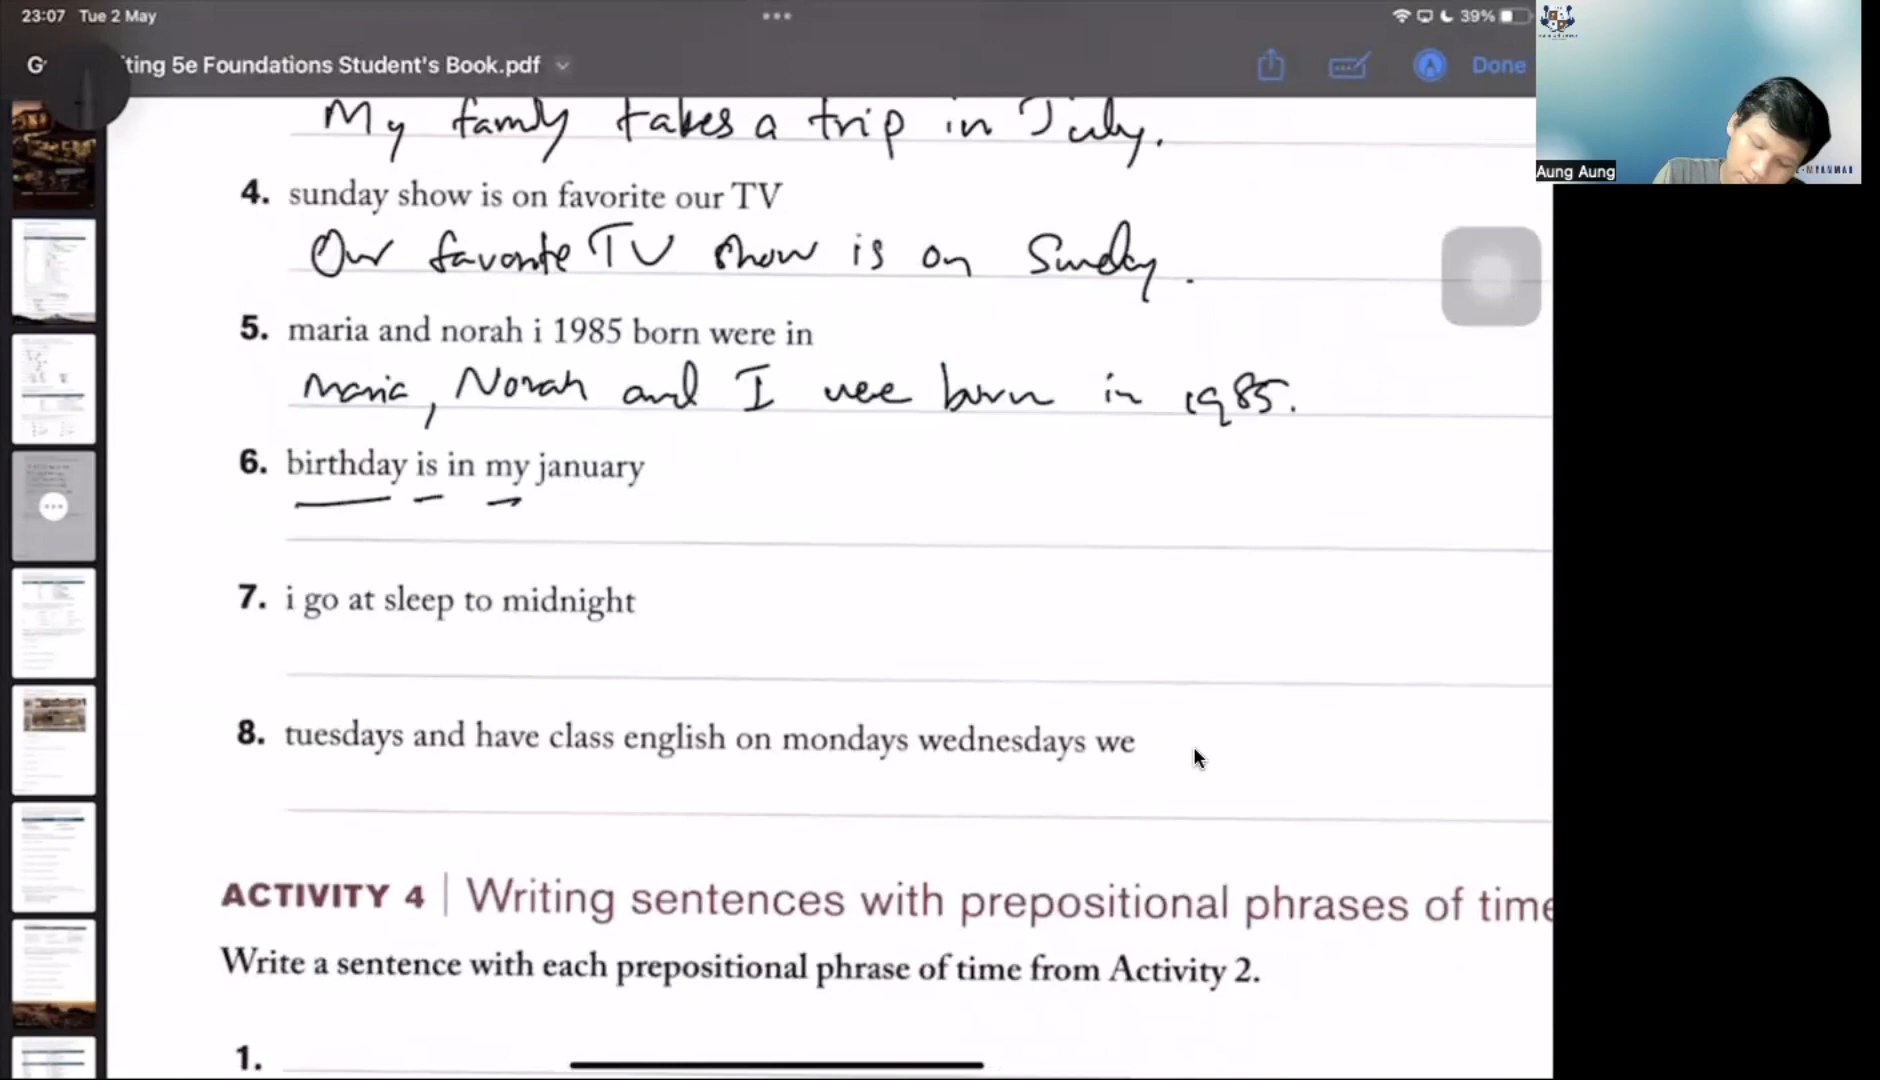 23:07 Tue 2 May
39%
ting 5e Foundations Student's Book.pdf
Done
Aung Aung
My family takes a trip in July.
4. sunday show is on favorite our TV
Our favorite TV show is on Sunday.
5. maria and norah i 1985 born were in
Maria, Norah and I were born in 1985.
6. birthday is in my january
7. i go at sleep to midnight
8. tuesdays and have class english on mondays wednesdays we
ACTIVITY 4 | Writing sentences with prepositional phrases of time
Write a sentence with each prepositional phrase of time from Activity 2.
1.